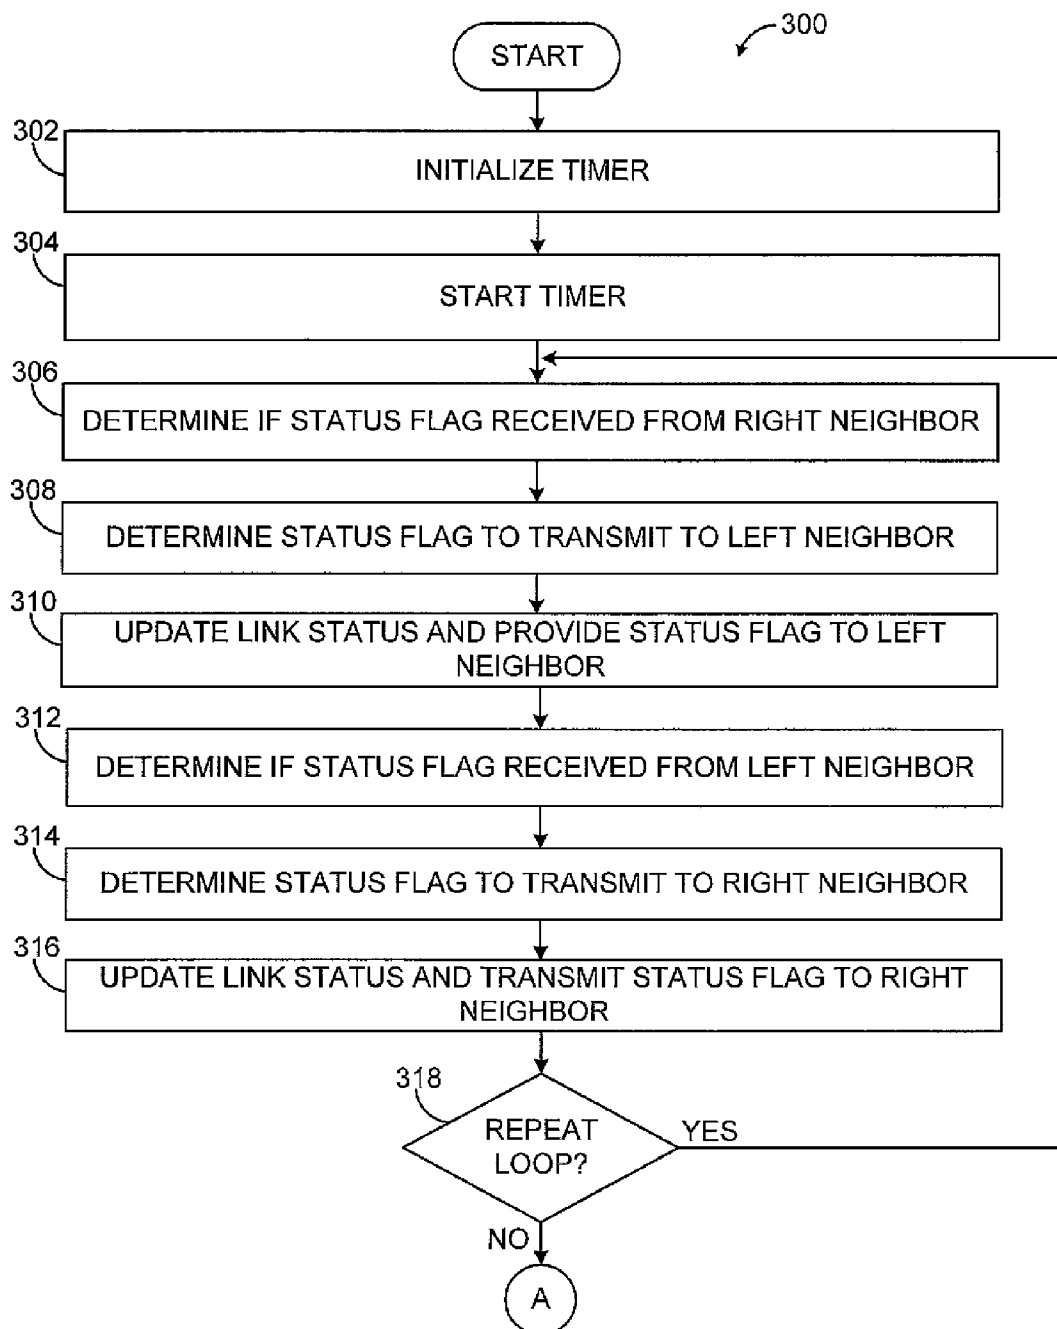 300
START
302
INITIALIZE TIMER
304
START TIMER
306
DETERMINE IF STATUS FLAG RECEIVED FROM RIGHT NEIGHBOR
308
DETERMINE STATUS FLAG TO TRANSMIT TO LEFT NEIGHBOR
310
UPDATE LINK STATUS AND PROVIDE STATUS FLAG TO LEFT
NEIGHBOR
312
DETERMINE IF STATUS FLAG RECEIVED FROM LEFT NEIGHBOR
314
DETERMINE STATUS FLAG TO TRANSMIT TO RIGHT NEIGHBOR
316
UPDATE LINK STATUS AND TRANSMIT STATUS FLAG TO RIGHT
NEIGHBOR
318
REPEAT
LOOP?
YES
NO
A